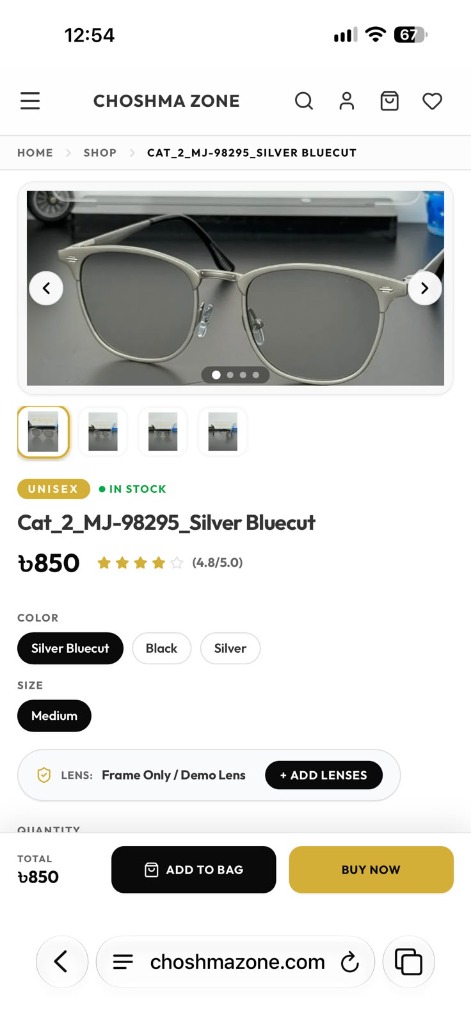 12:54
67
CHOSHMA ZONE
HOME > SHOP > CAT_2_MJ-98295_SILVER BLUECUT
UNISEX
IN STOCK
Cat_2_MJ-98295_Silver Bluecut
৳850
(4.8/5.0)
COLOR
Silver Bluecut
Black
Silver
SIZE
Medium
LENS: Frame Only / Demo Lens
+ ADD LENSES
QUANTITY
TOTAL
৳850
ADD TO BAG
BUY NOW
choshmazone.com